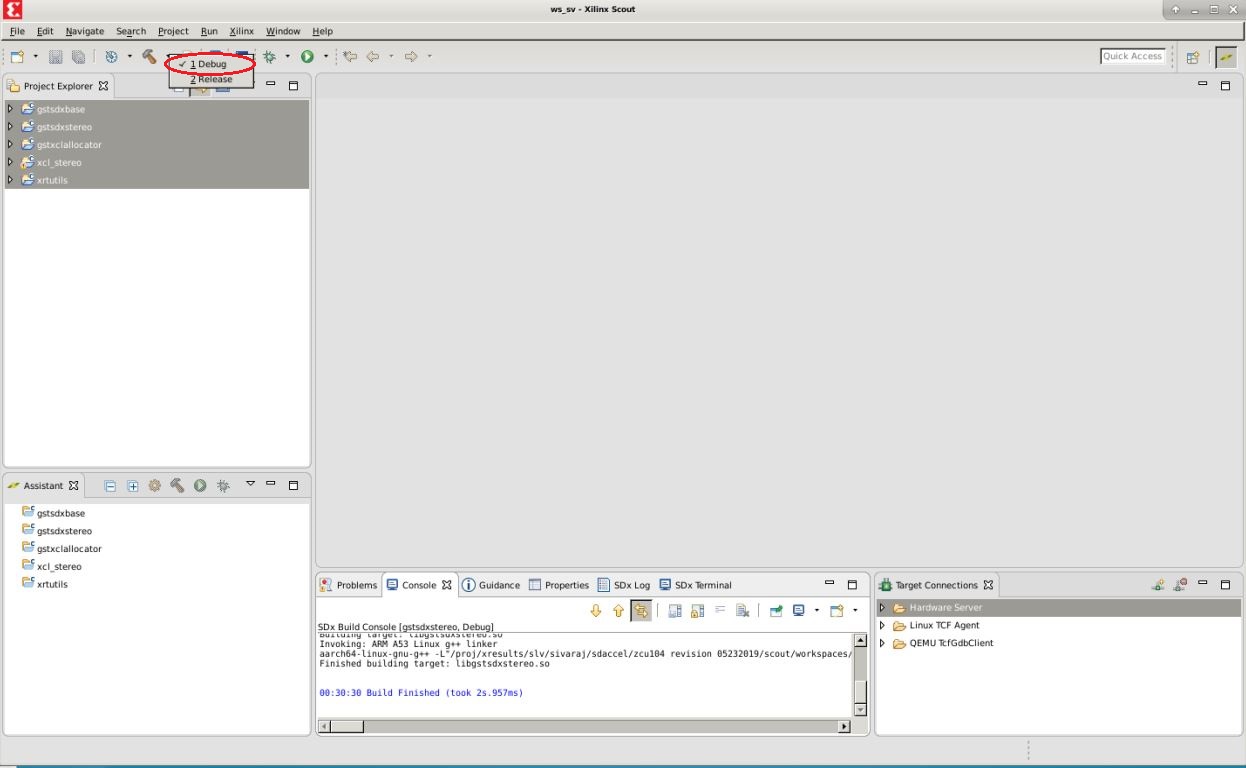 ws_sv - Xilinx Scout
File Edit Navigate Search Project Run Xilinx Window Help
1 Debug
2 Release
Quick Access
Project Explorer
gstsdxbase
gstsdxstereo
gstxclallocator
xcl_stereo
xrtutils
Assistant
gstsdxbase
gstsdxstereo
gstxclallocator
xcl_stereo
xrtutils
Problems Console Guidance Properties SDx Log SDx Terminal
SDx Build Console [gstsdxstereo, Debug]
Building target: libgstsdxstereo.so
Invoking: ARM A53 Linux g++ linker
aarch64-linux-gnu-g++ -L"/proj/xresults/slv/sivaraj/sdaccel/zcu104 revision 05232019/scout/workspaces/
Finished building target: libgstsdxstereo.so
00:30:30 Build Finished (took 2s.957ms)
Target Connections
Hardware Server
Linux TCF Agent
QEMU TcfGdbClient